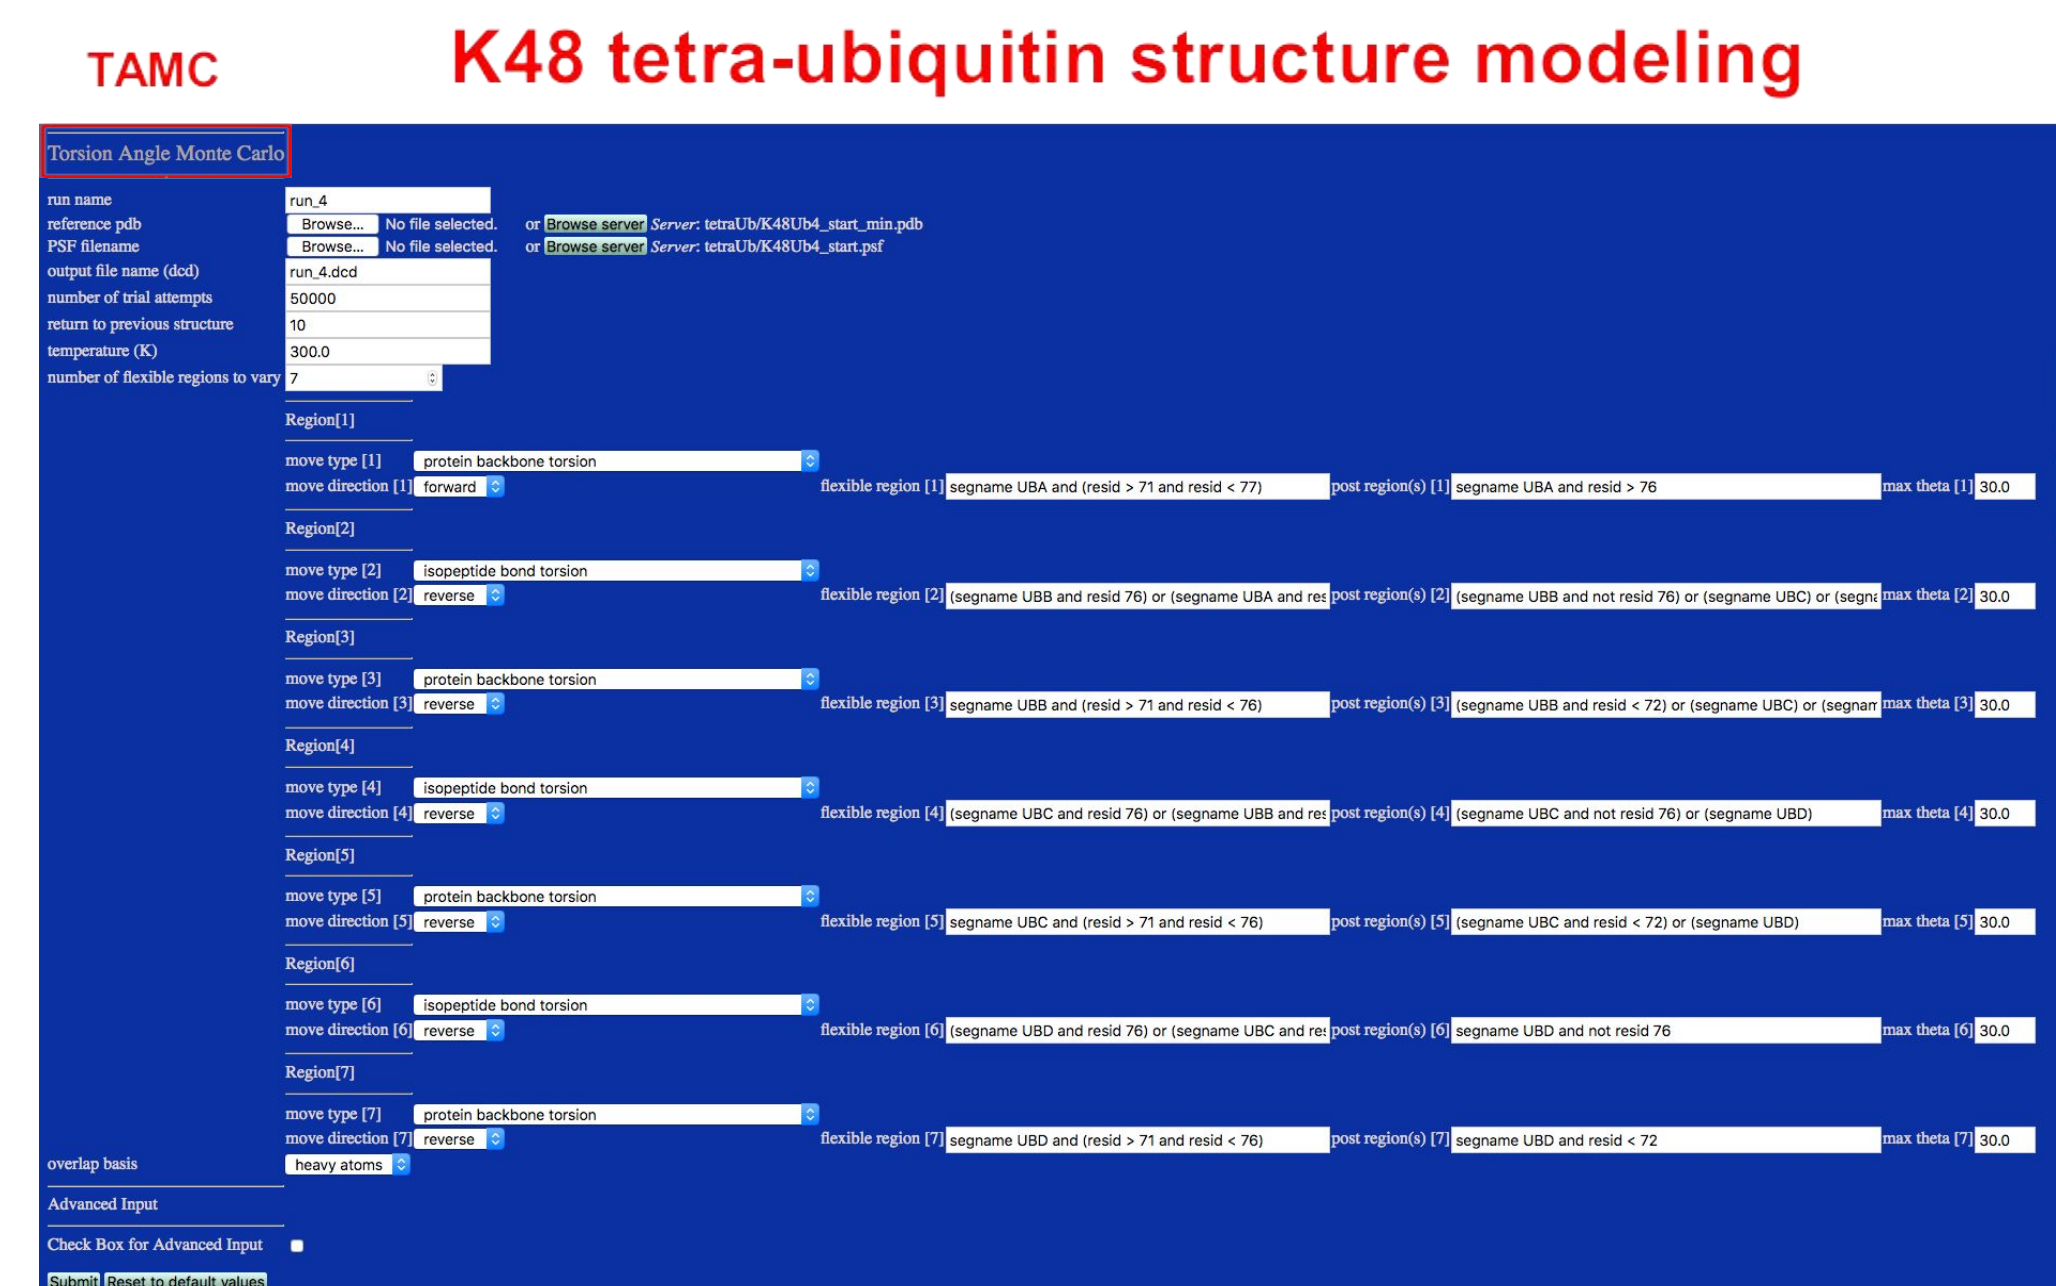 TAMC K48 tetra-ubiquitin structure modeling
Torsion Angle Monte Carlo
run name run_4
reference pdb Browse... No file selected. or Browse server Server: tetraUb/K48Ub4_start_min.pdb
PSF filename Browse... No file selected. or Browse server Server: tetraUb/K48Ub4_start.psf
output file name (dcd) run_4.dcd
number of trial attempts 50000
return to previous structure 10
temperature (K) 300.0
number of flexible regions to vary 7
Region[1]
move type [1] protein backbone torsion
move direction [1] forward flexible region [1] segname UBA and (resid > 71 and resid < 77) post region(s) [1] segname UBA and resid > 76 max theta [1] 30.0
Region[2]
move type [2] isopeptide bond torsion
move direction [2] reverse flexible region [2] (segname UBB and resid 76) or (segname UBA and res post region(s) [2] (segname UBB and not resid 76) or (segname UBC) or (segna max theta [2] 30.0
Region[3]
move type [3] protein backbone torsion
move direction [3] reverse flexible region [3] segname UBB and (resid > 71 and resid < 76) post region(s) [3] (segname UBB and resid < 72) or (segname UBC) or (segnam max theta [3] 30.0
Region[4]
move type [4] isopeptide bond torsion
move direction [4] reverse flexible region [4] (segname UBC and resid 76) or (segname UBB and res post region(s) [4] (segname UBC and not resid 76) or (segname UBD) max theta [4] 30.0
Region[5]
move type [5] protein backbone torsion
move direction [5] reverse flexible region [5] segname UBC and (resid > 71 and resid < 76) post region(s) [5] (segname UBC and resid < 72) or (segname UBD) max theta [5] 30.0
Region[6]
move type [6] isopeptide bond torsion
move direction [6] reverse flexible region [6] (segname UBD and resid 76) or (segname UBC and res post region(s) [6] segname UBD and not resid 76 max theta [6] 30.0
Region[7]
move type [7] protein backbone torsion
move direction [7] reverse flexible region [7] segname UBD and (resid > 71 and resid < 76) post region(s) [7] segname UBD and resid < 72 max theta [7] 30.0
overlap basis heavy atoms
Advanced Input
Check Box for Advanced Input
Submit Reset to default values